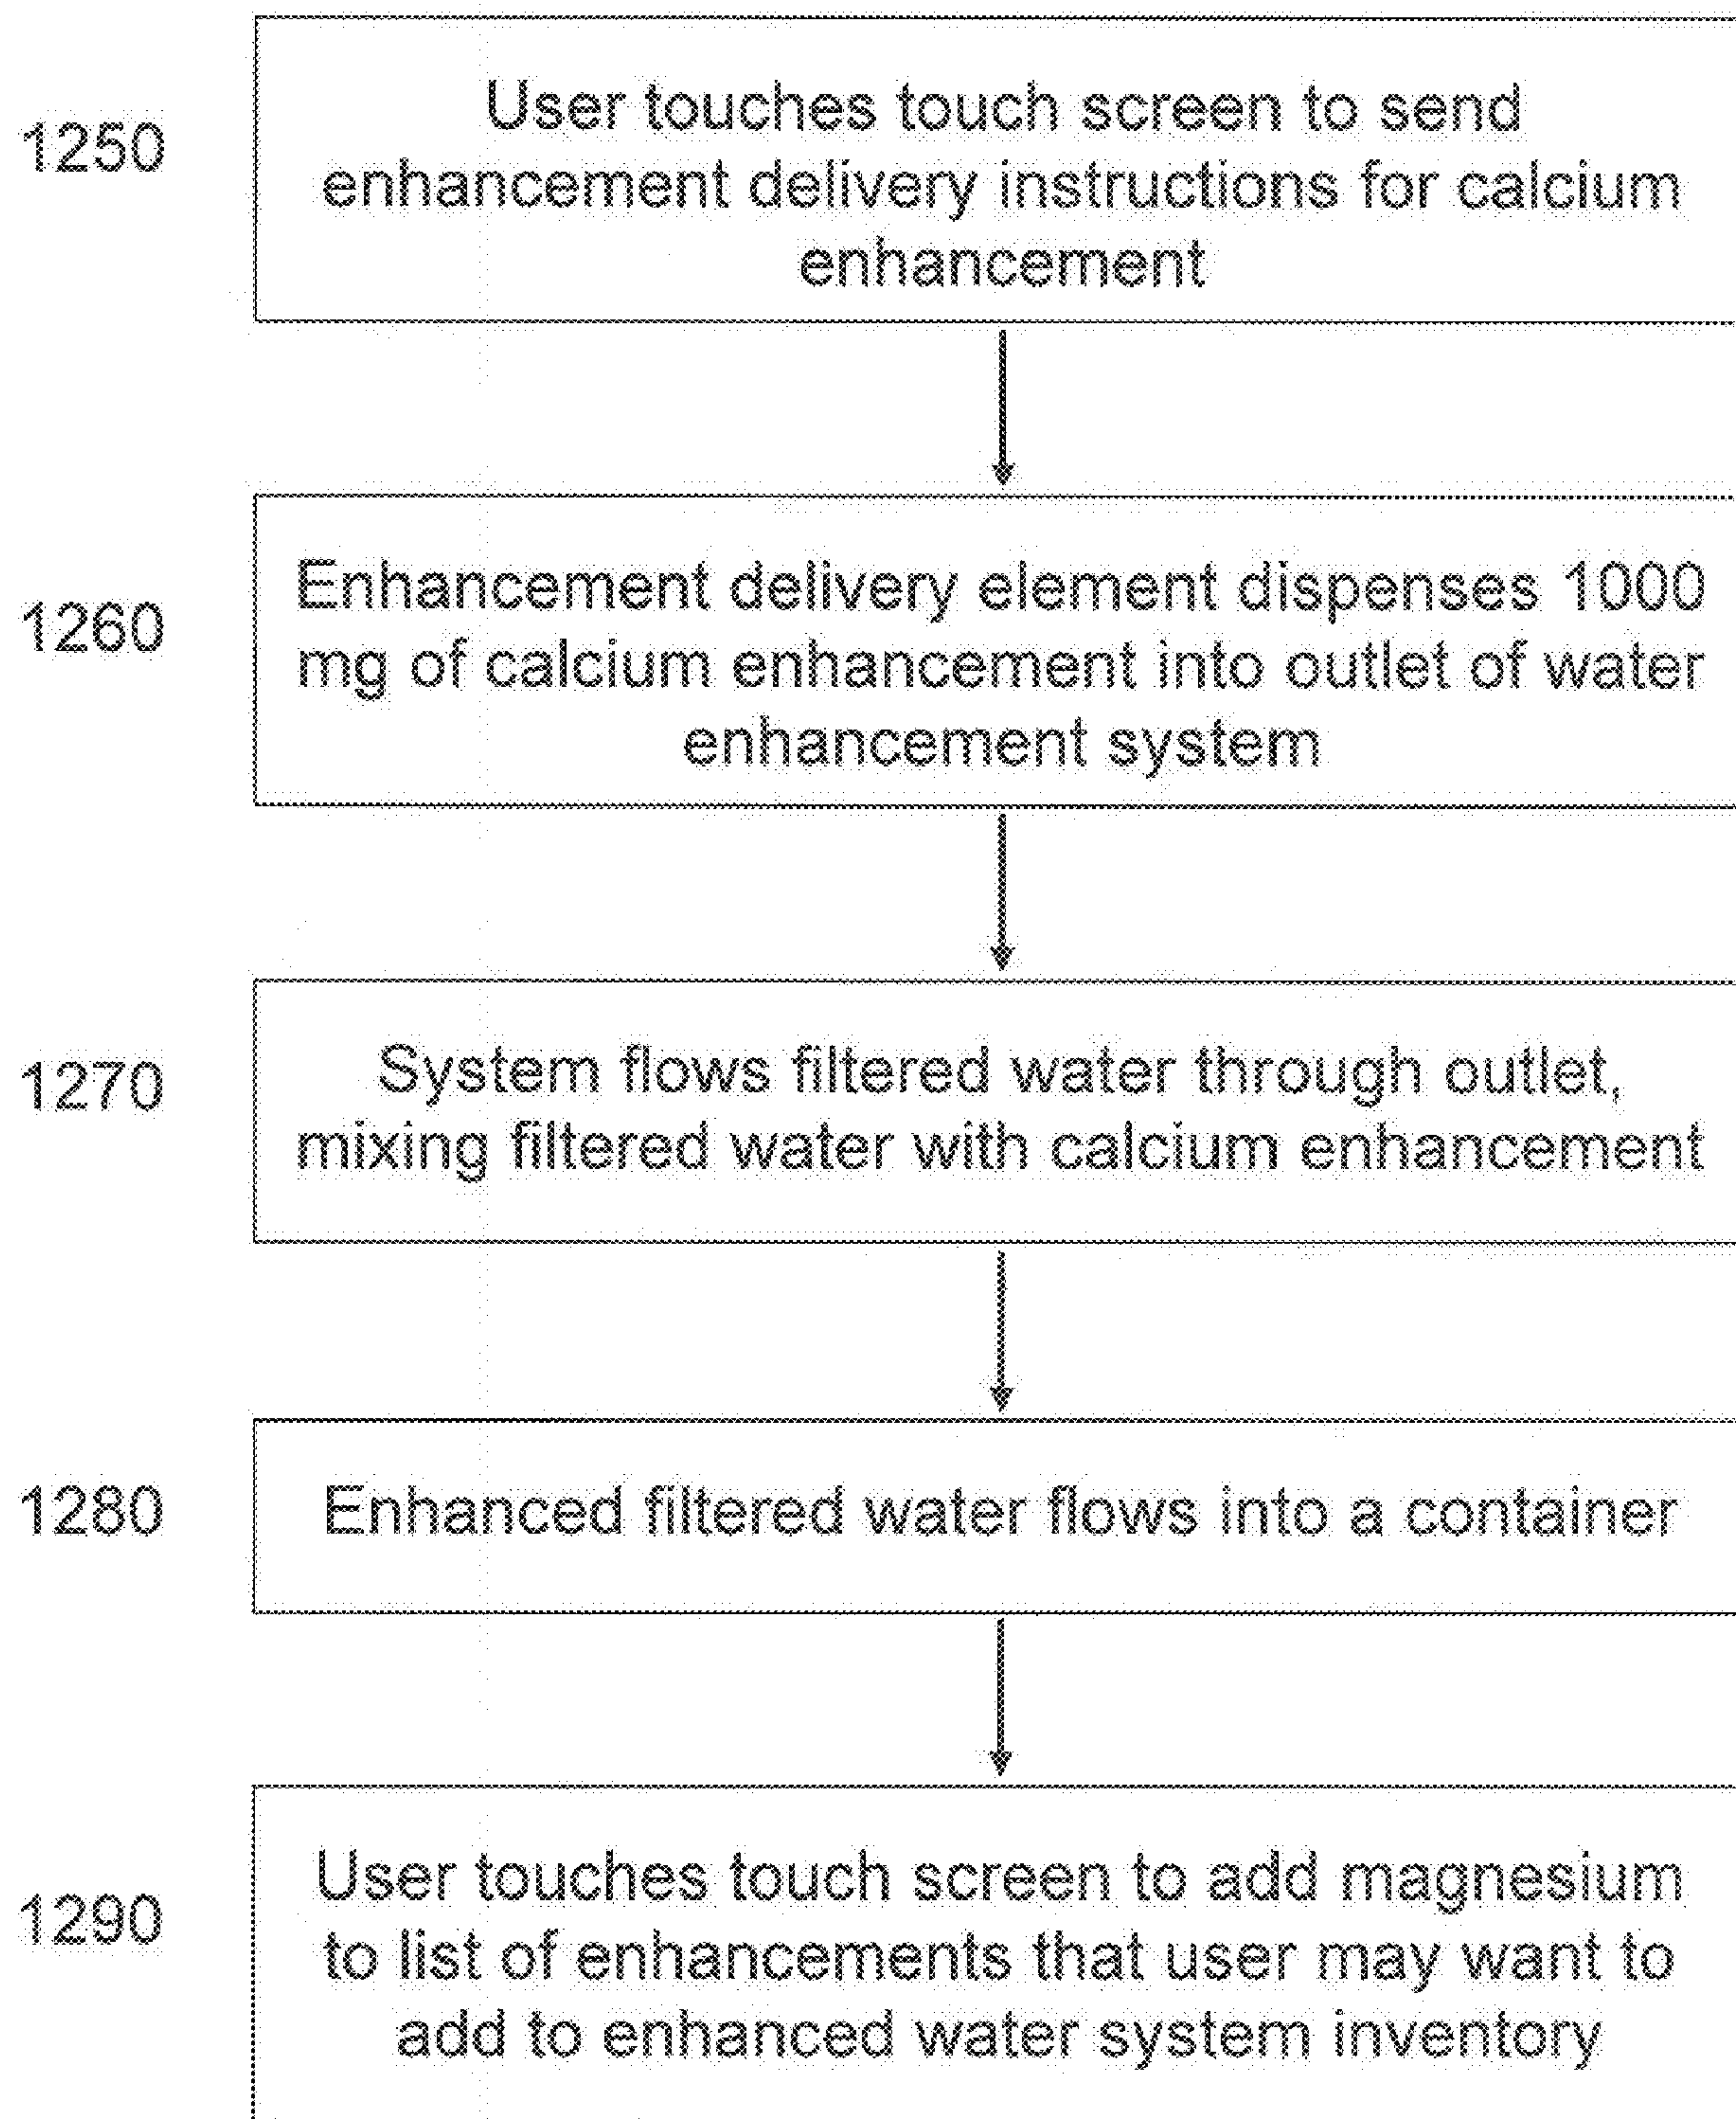 1250
User touches touch screen to send
enhancement delivery instructions for calcium
enhancement
1260
Enhancement delivery element dispenses 1000
mg of calcium enhancement into outlet of water
enhancement system
1270
System flows filtered water through outlet,
mixing filtered water with calcium enhancement
1280
Enhanced filtered water flows into a container
1290
User touches touch screen to add magnesium
to list of enhancements that user may want to
add to enhanced water system inventory